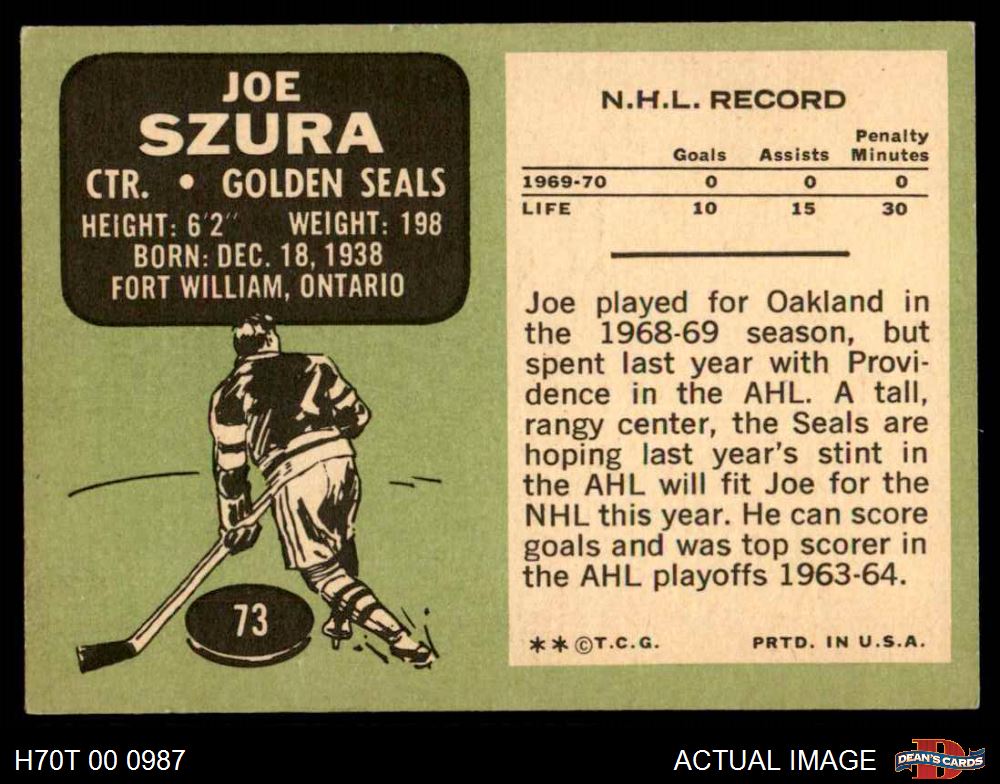 JOE
SZURA
CTR. • GOLDEN SEALS
HEIGHT: 6'2" WEIGHT: 198
BORN: DEC. 18, 1938
FORT WILLIAM, ONTARIO
73
N.H.L. RECORD
Goals Assists Penalty Minutes
1969-70 0 0 0
LIFE 10 15 30
Joe played for Oakland in
the 1968-69 season, but
spent last year with Provi-
dence in the AHL. A tall,
rangy center, the Seals are
hoping last year's stint in
the AHL will fit Joe for the
NHL this year. He can score
goals and was top scorer in
the AHL playoffs 1963-64.
**©T.C.G. PRTD. IN U.S.A.
H70T 00 0987
ACTUAL IMAGE
D
DEAN'S CARDS